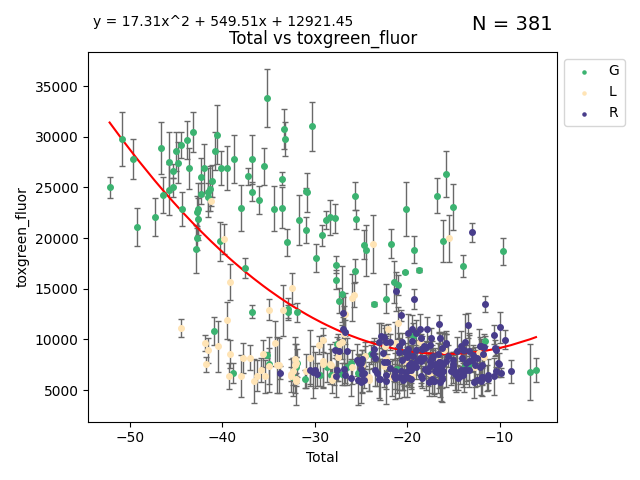 y = 17.31x^2 + 549.51x + 12921.45
N = 381
Total vs toxgreen_fluor
G
L
R
toxgreen_fluor
35000
30000
25000
20000
15000
10000
5000
−50
−40
−30
−20
−10
Total